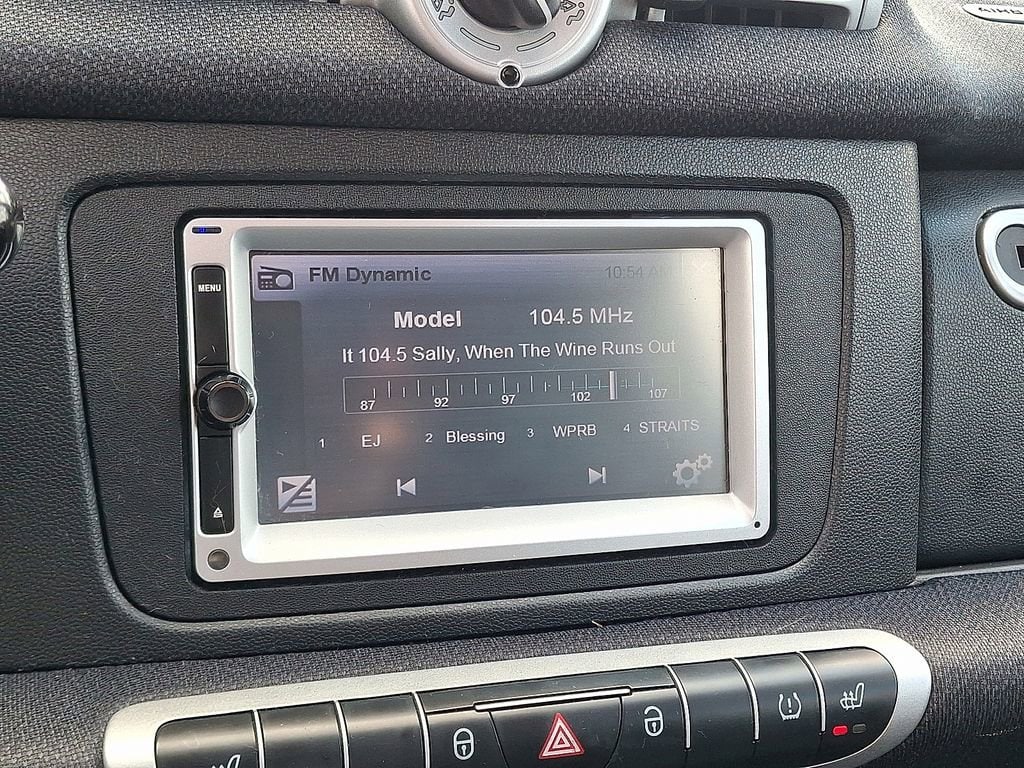 MENU
FM Dynamic 10:54 AM
Model 104.5 MHz
It 104.5 Sally, When The Wine Runs Out
87 92 97 102 107
1 EJ 2 Blessing 3 WPRB 4 STRAITS